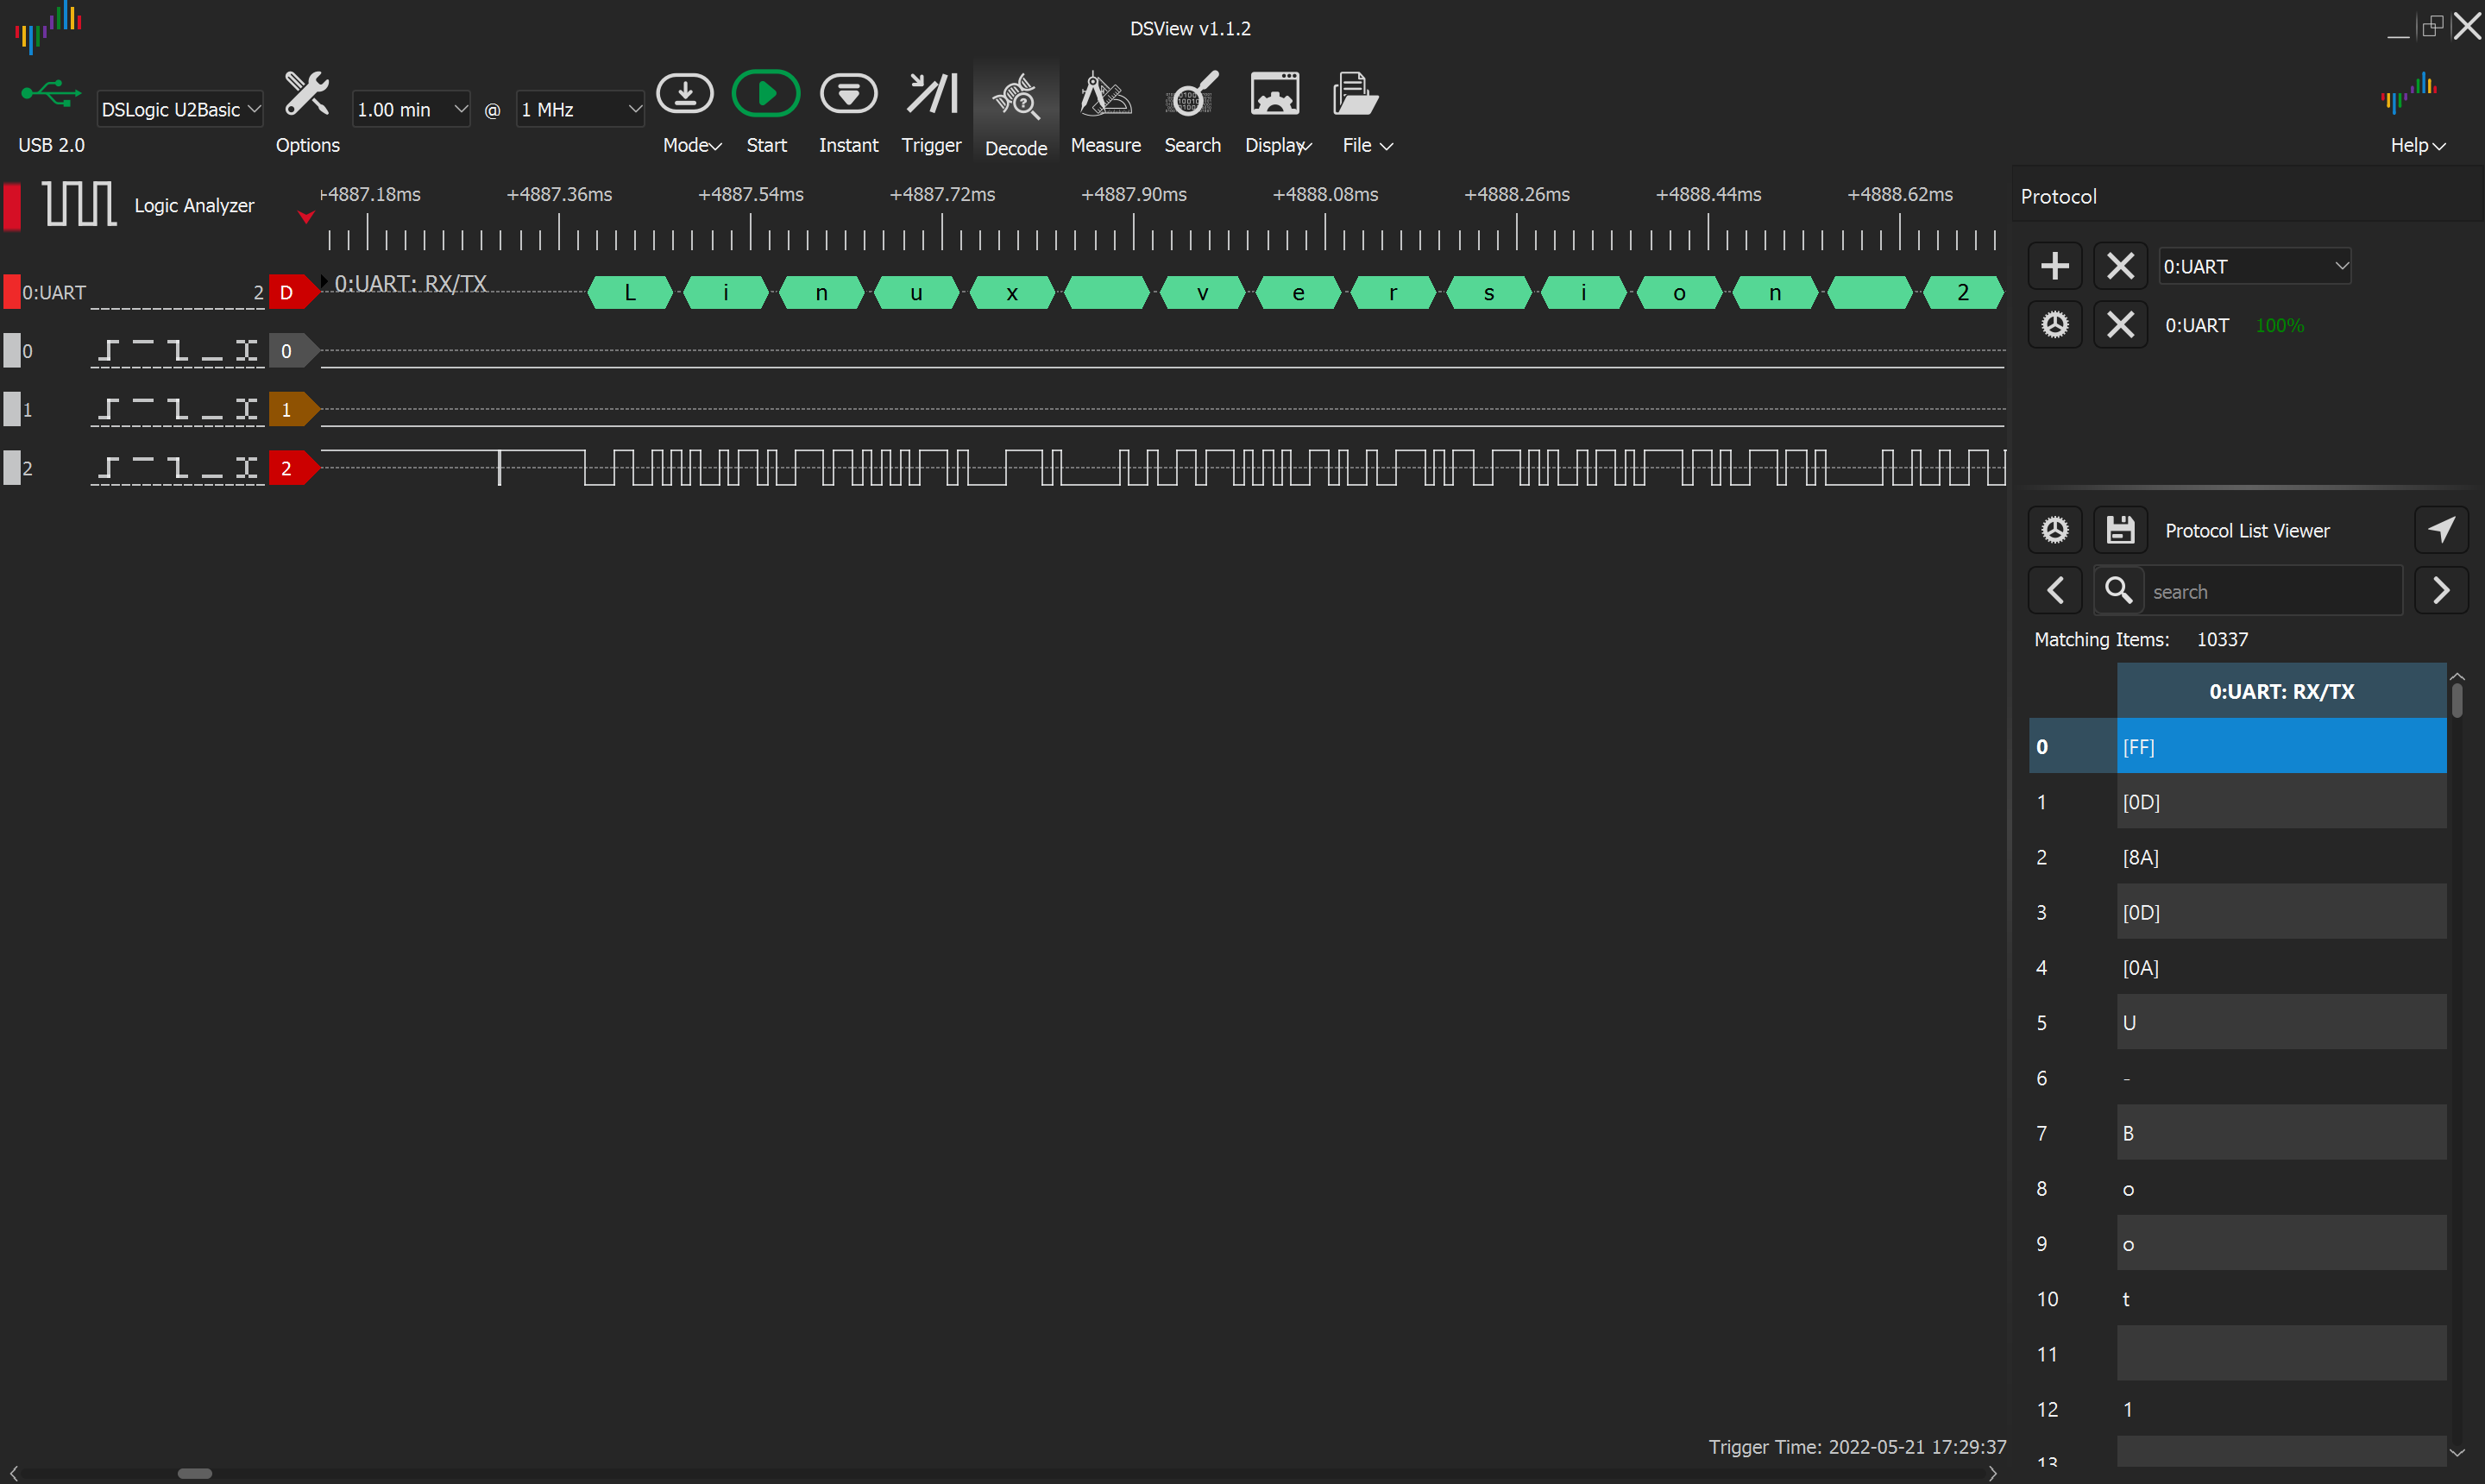 DSView v1.1.2
USB 2.0
DSLogic U2Basic
Options
1.00 min @ 1 MHz
Mode
Start
Instant
Trigger
Decode
Measure
Search
Display
File
Help
Logic Analyzer
+4887.18ms +4887.36ms +4887.54ms +4887.72ms +4887.90ms +4888.08ms +4888.26ms +4888.44ms +4888.62ms
0:UART 2 D 0:UART: RX/TX L i n u x v e r s i o n 2
0 0
1 1
2 2
Trigger Time: 2022-05-21 17:29:37
Protocol
0:UART
0:UART 100%
Protocol List Viewer
search
Matching Items: 10337
0:UART: RX/TX
0 [FF]
1 [0D]
2 [8A]
3 [0D]
4 [0A]
5 U
6 -
7 B
8 o
9 o
10 t
11
12 1
13